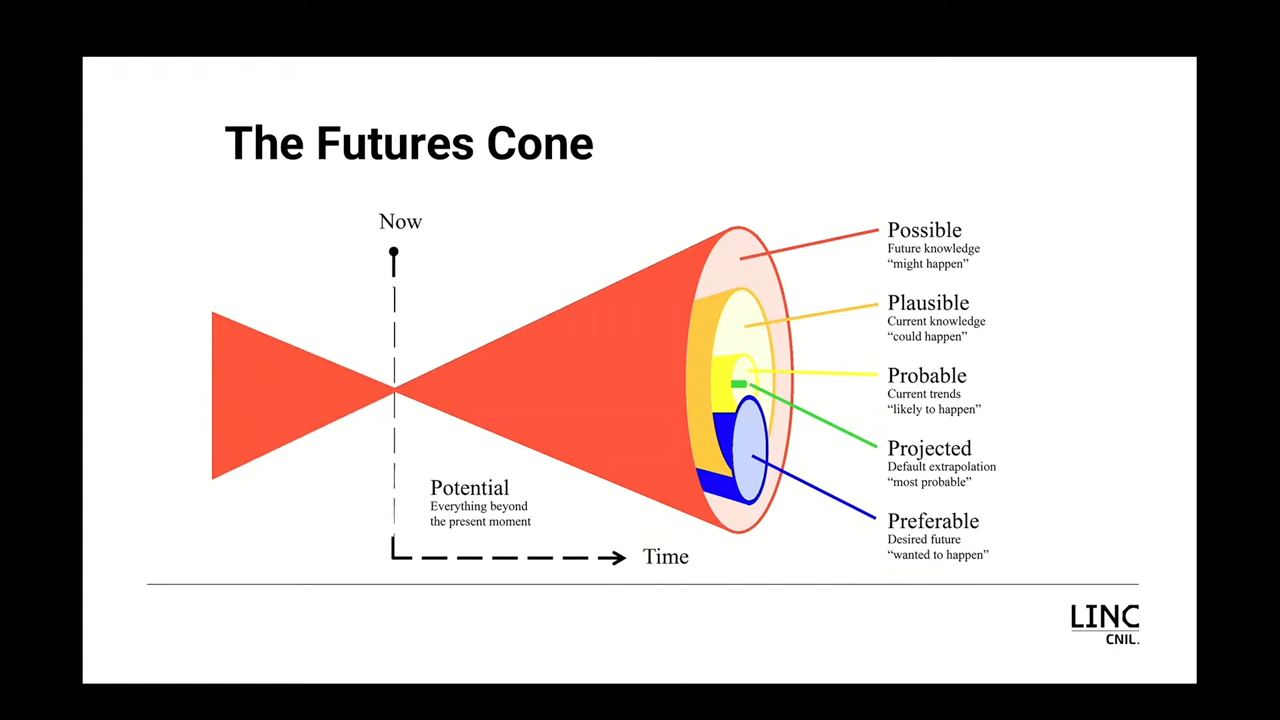 The Futures Cone
Now
Possible
Future knowledge
“might happen”
Plausible
Current knowledge
“could happen”
Probable
Current trends
“likely to happen”
Projected
Default extrapolation
“most probable”
Preferable
Desired future
“wanted to happen”
Potential
Everything beyond
the present moment
Time
LINC
CNIL.